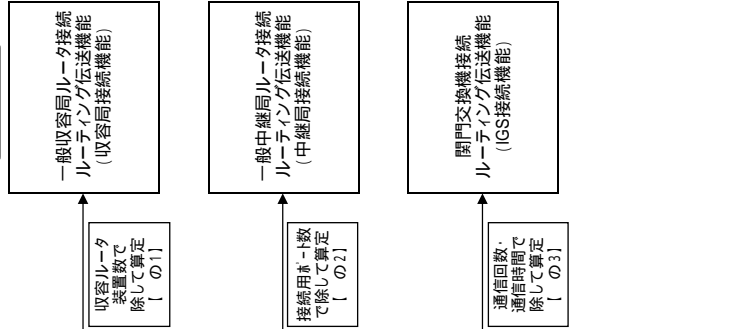 一般収容局ルータ接続
ルーティング伝送機能
(収容局接続機能)
収容ルータ
装置数で
除して算定
【 の1】
一般中継局ルータ接続
ルーティング伝送機能
(中継局接続機能)
接続用ポート数
で除して算定
【 の2】
関門交換機接続
ルーティング伝送機能
(IGS接続機能)
通信回数・
通信時間で
除して算定
【 の3】